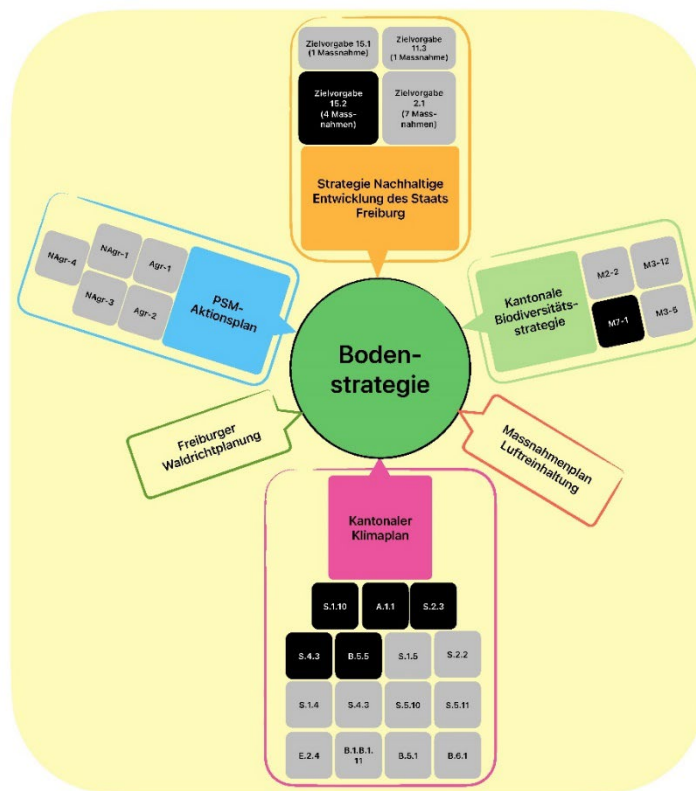 Zielvorgabe 15.1
(1 Massnahme)
Zielvorgabe
11.3
(1 Massnahme)
Zielvorgabe
15.2
(4 Mass-
nahmen)
Zielvorgabe
2.1
(7 Mass-
nahmen)
Strategie Nachhaltige
Entwicklung des Staats
Freiburg
NAgr-4
NAgr-1
Agr-1
NAgr-3
Agr-2
PSM-
Aktionsplan
Kantonale
Biodiversitäts-
strategie
M2-2
M3-12
M7-1
M3-5
Boden-
strategie
Freiburger
Waldrichtplanung
Massnahmenplan
Luftreinhaltung
Kantonaler
Klimaplan
S.1.10
A.1.1
S.2.3
S.4.3
B.5.5
S.1.5
S.2.2
S.1.4
S.4.3
S.5.10
S.5.11
E.2.4
B.1.B.1.
11
B.5.1
B.6.1